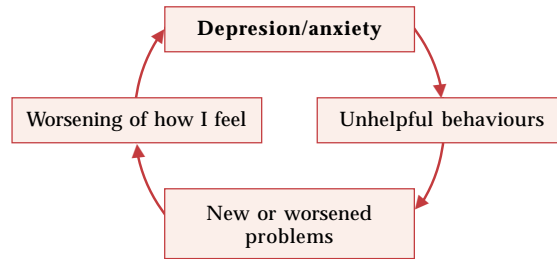 Depresion/anxiety
Worsening of how I feel
Unhelpful behaviours
New or worsened
problems